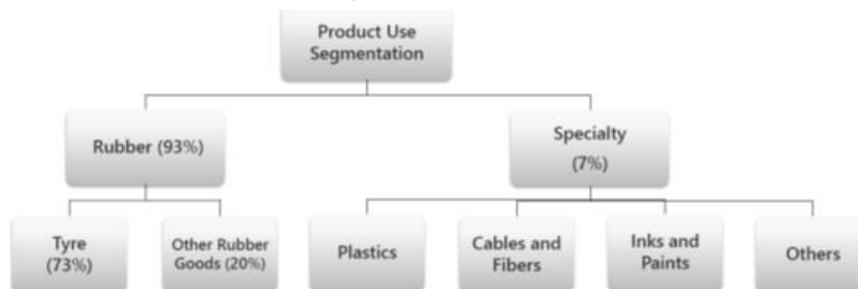 Product Use
Segmentation
Rubber (93%)
Specialty
(7%)
Tyre
(73%)
Other Rubber
Goods (20%)
Plastics
Cables and
Fibers
Inks and
Paints
Others